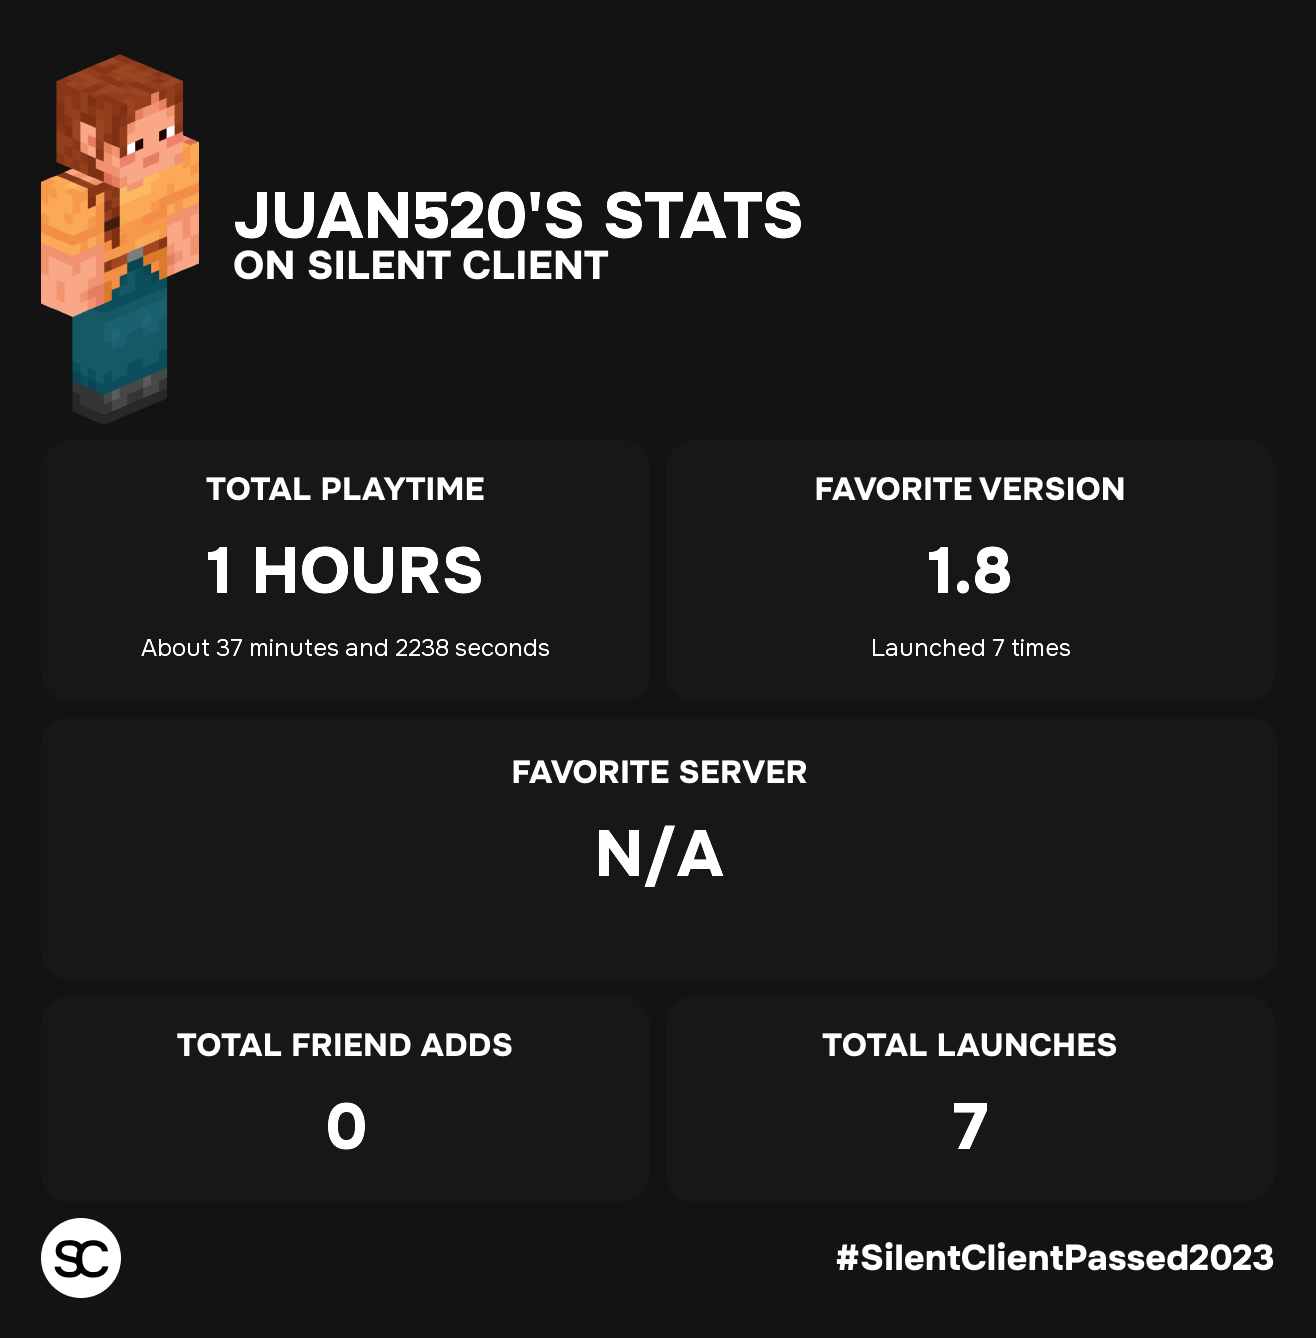 JUAN520'S STATS
ON SILENT CLIENT
TOTAL PLAYTIME
1 HOURS
About 37 minutes and 2238 seconds
FAVORITE VERSION
1.8
Launched 7 times
FAVORITE SERVER
N/A
TOTAL FRIEND ADDS
0
TOTAL LAUNCHES
7
SC
#SilentClientPassed2023